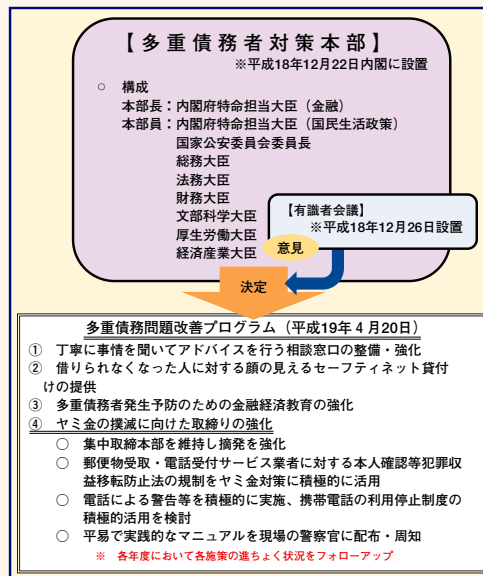 【多重債務者対策本部】
※平成18年12月22日内閣に設置
○ 構成
本部長：内閣府特命担当大臣（金融）
本部員：内閣府特命担当大臣（国民生活政策）
国家公安委員会委員長
総務大臣
法務大臣
財務大臣
文部科学大臣
厚生労働大臣
経済産業大臣
【有識者会議】
※平成18年12月26日設置
意見
決定
多重債務問題改善プログラム（平成19年４月20日）
① 丁寧に事情を聞いてアドバイスを行う相談窓口の整備・強化
② 借りられなくなった人に対する顔の見えるセーフティネット貸付
けの提供
③ 多重債務者発生予防のための金融経済教育の強化
④ ヤミ金の撲滅に向けた取締りの強化
○ 集中取締本部を維持し摘発を強化
○ 郵便物受取・電話受付サービス業者に対する本人確認等犯罪収
益移転防止法の規制をヤミ金対策に積極的に活用
○ 電話による警告等を積極的に実施、携帯電話の利用停止制度の
積極的活用を検討
○ 平易で実践的なマニュアルを現場の警察官に配布・周知
※ 各年度において各施策の進ちょく状況をフォローアップ